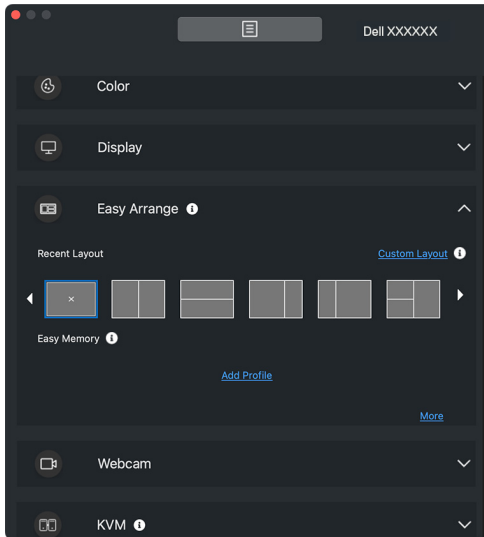 Dell XXXXXX
Color
Display
Easy Arrange
Recent Layout Custom Layout
Easy Memory
Add Profile
More
Webcam
KVM